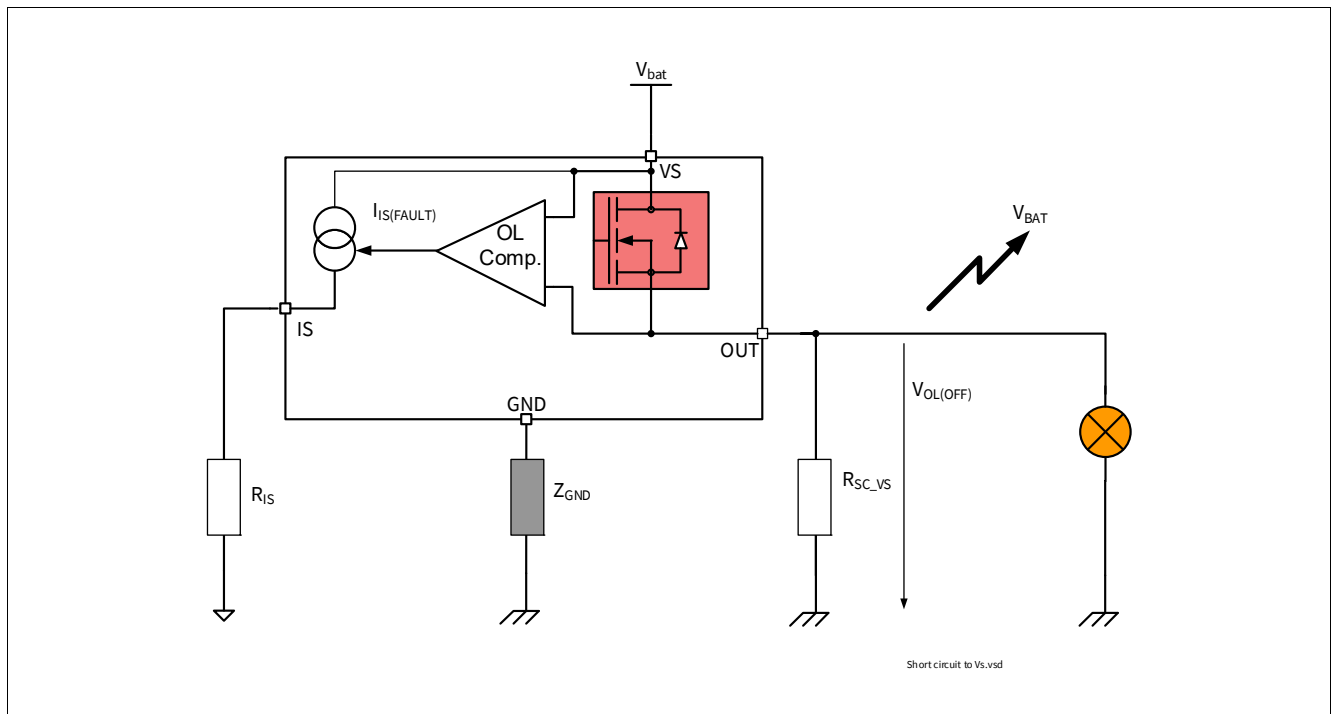 Vbat
VS
IIS(FAULT)
OL
Comp.
VBAT
IS
OUT
VOL(OFF)
GND
RIS
ZGND
RSC_VS
Short circuit to Vs.vsd